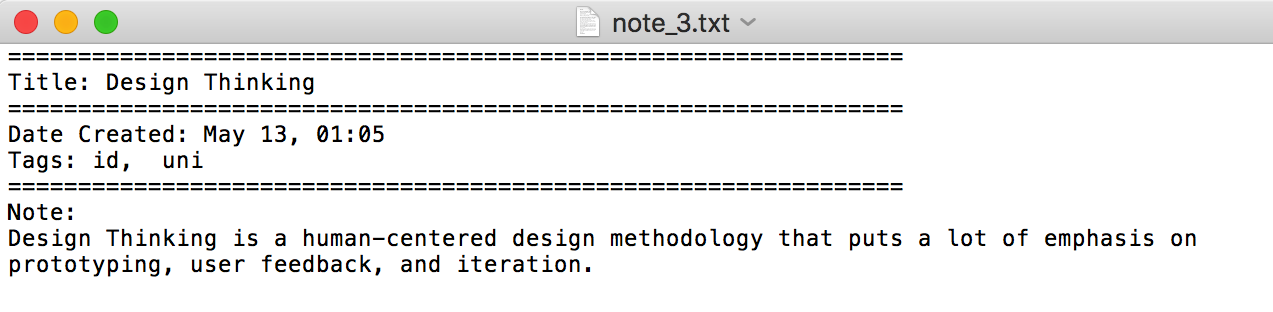 note_3.txt
================================================================
Title: Design Thinking
================================================================
Date Created: May 13, 01:05
Tags: id,  uni
================================================================
Note:
Design Thinking is a human-centered design methodology that puts a lot of emphasis on
prototyping, user feedback, and iteration.